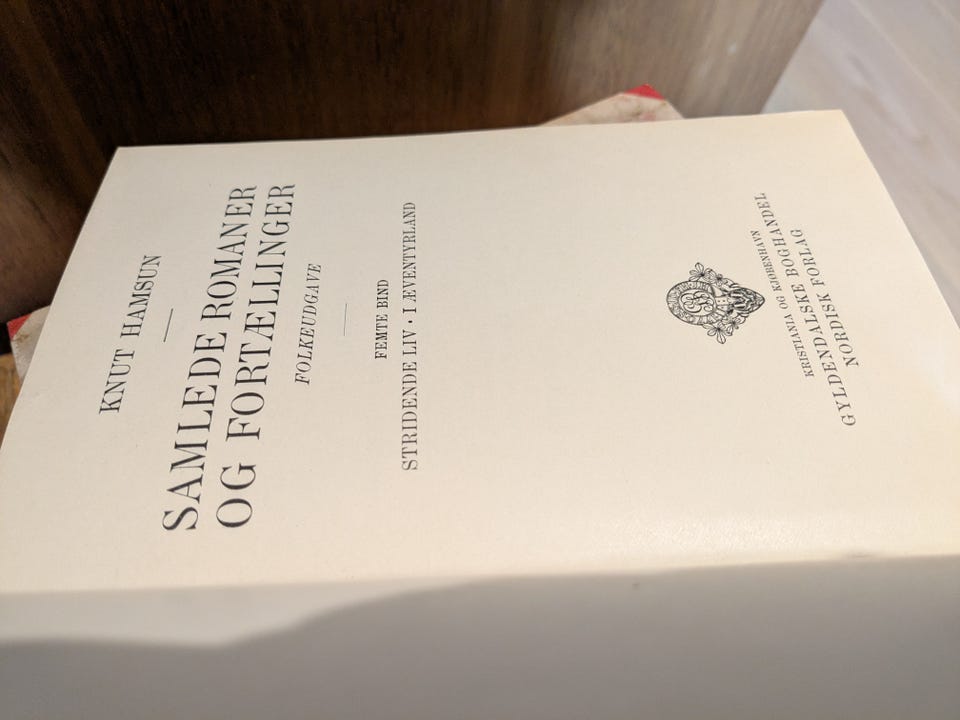 KNUT HAMSUN
SAMLEDE ROMANER
OG FORTÆLLINGER
FOLKEUDGAVE
FEMTE BIND
STRIDENDE LIV · I ÆVENTYRLAND
KRISTIANIA OG KJØBENHAVN
GYLDENDALSKE BOGHANDEL
NORDISK FORLAG